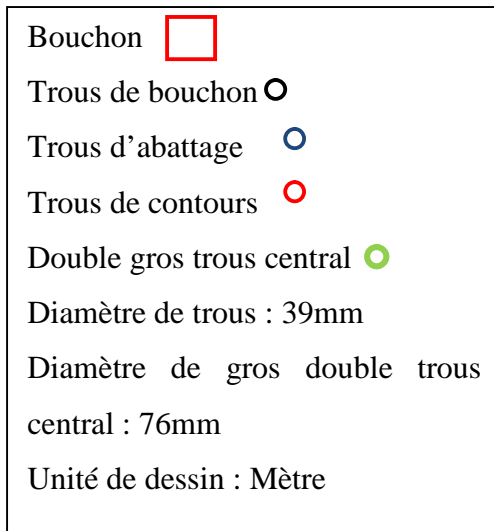 Bouchon
Trous de bouchon
Trous d’abattage
Trous de contours
Double gros trous central
Diamètre de trous : 39mm
Diamètre de gros double trous
central : 76mm
Unité de dessin : Mètre